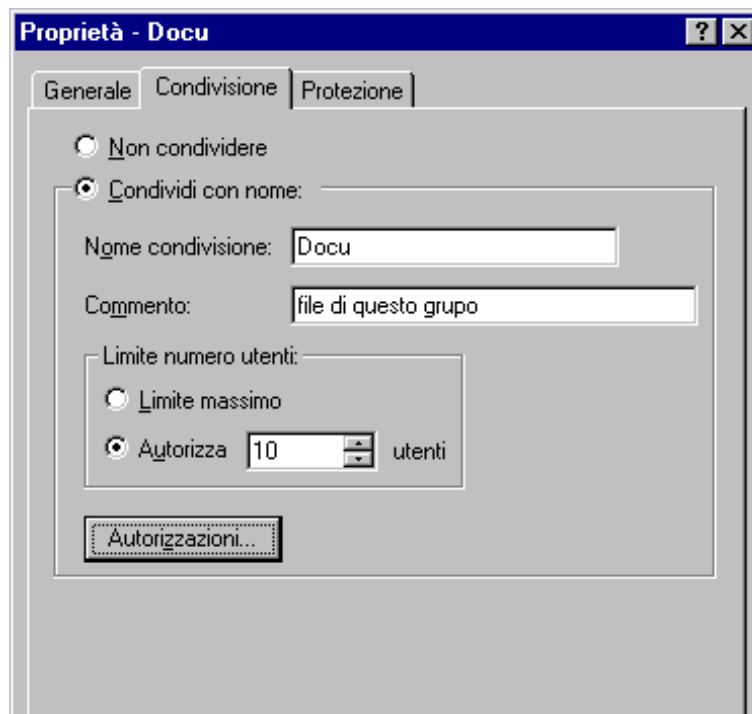 Proprietà - Docu
Generale Condivisione Protezione
Non condividere
Condividi con nome:
Nome condivisione: Docu
Commento: file di questo grupo
Limite numero utenti:
Limite massimo
Autorizza 10 utenti
Autorizzazioni...